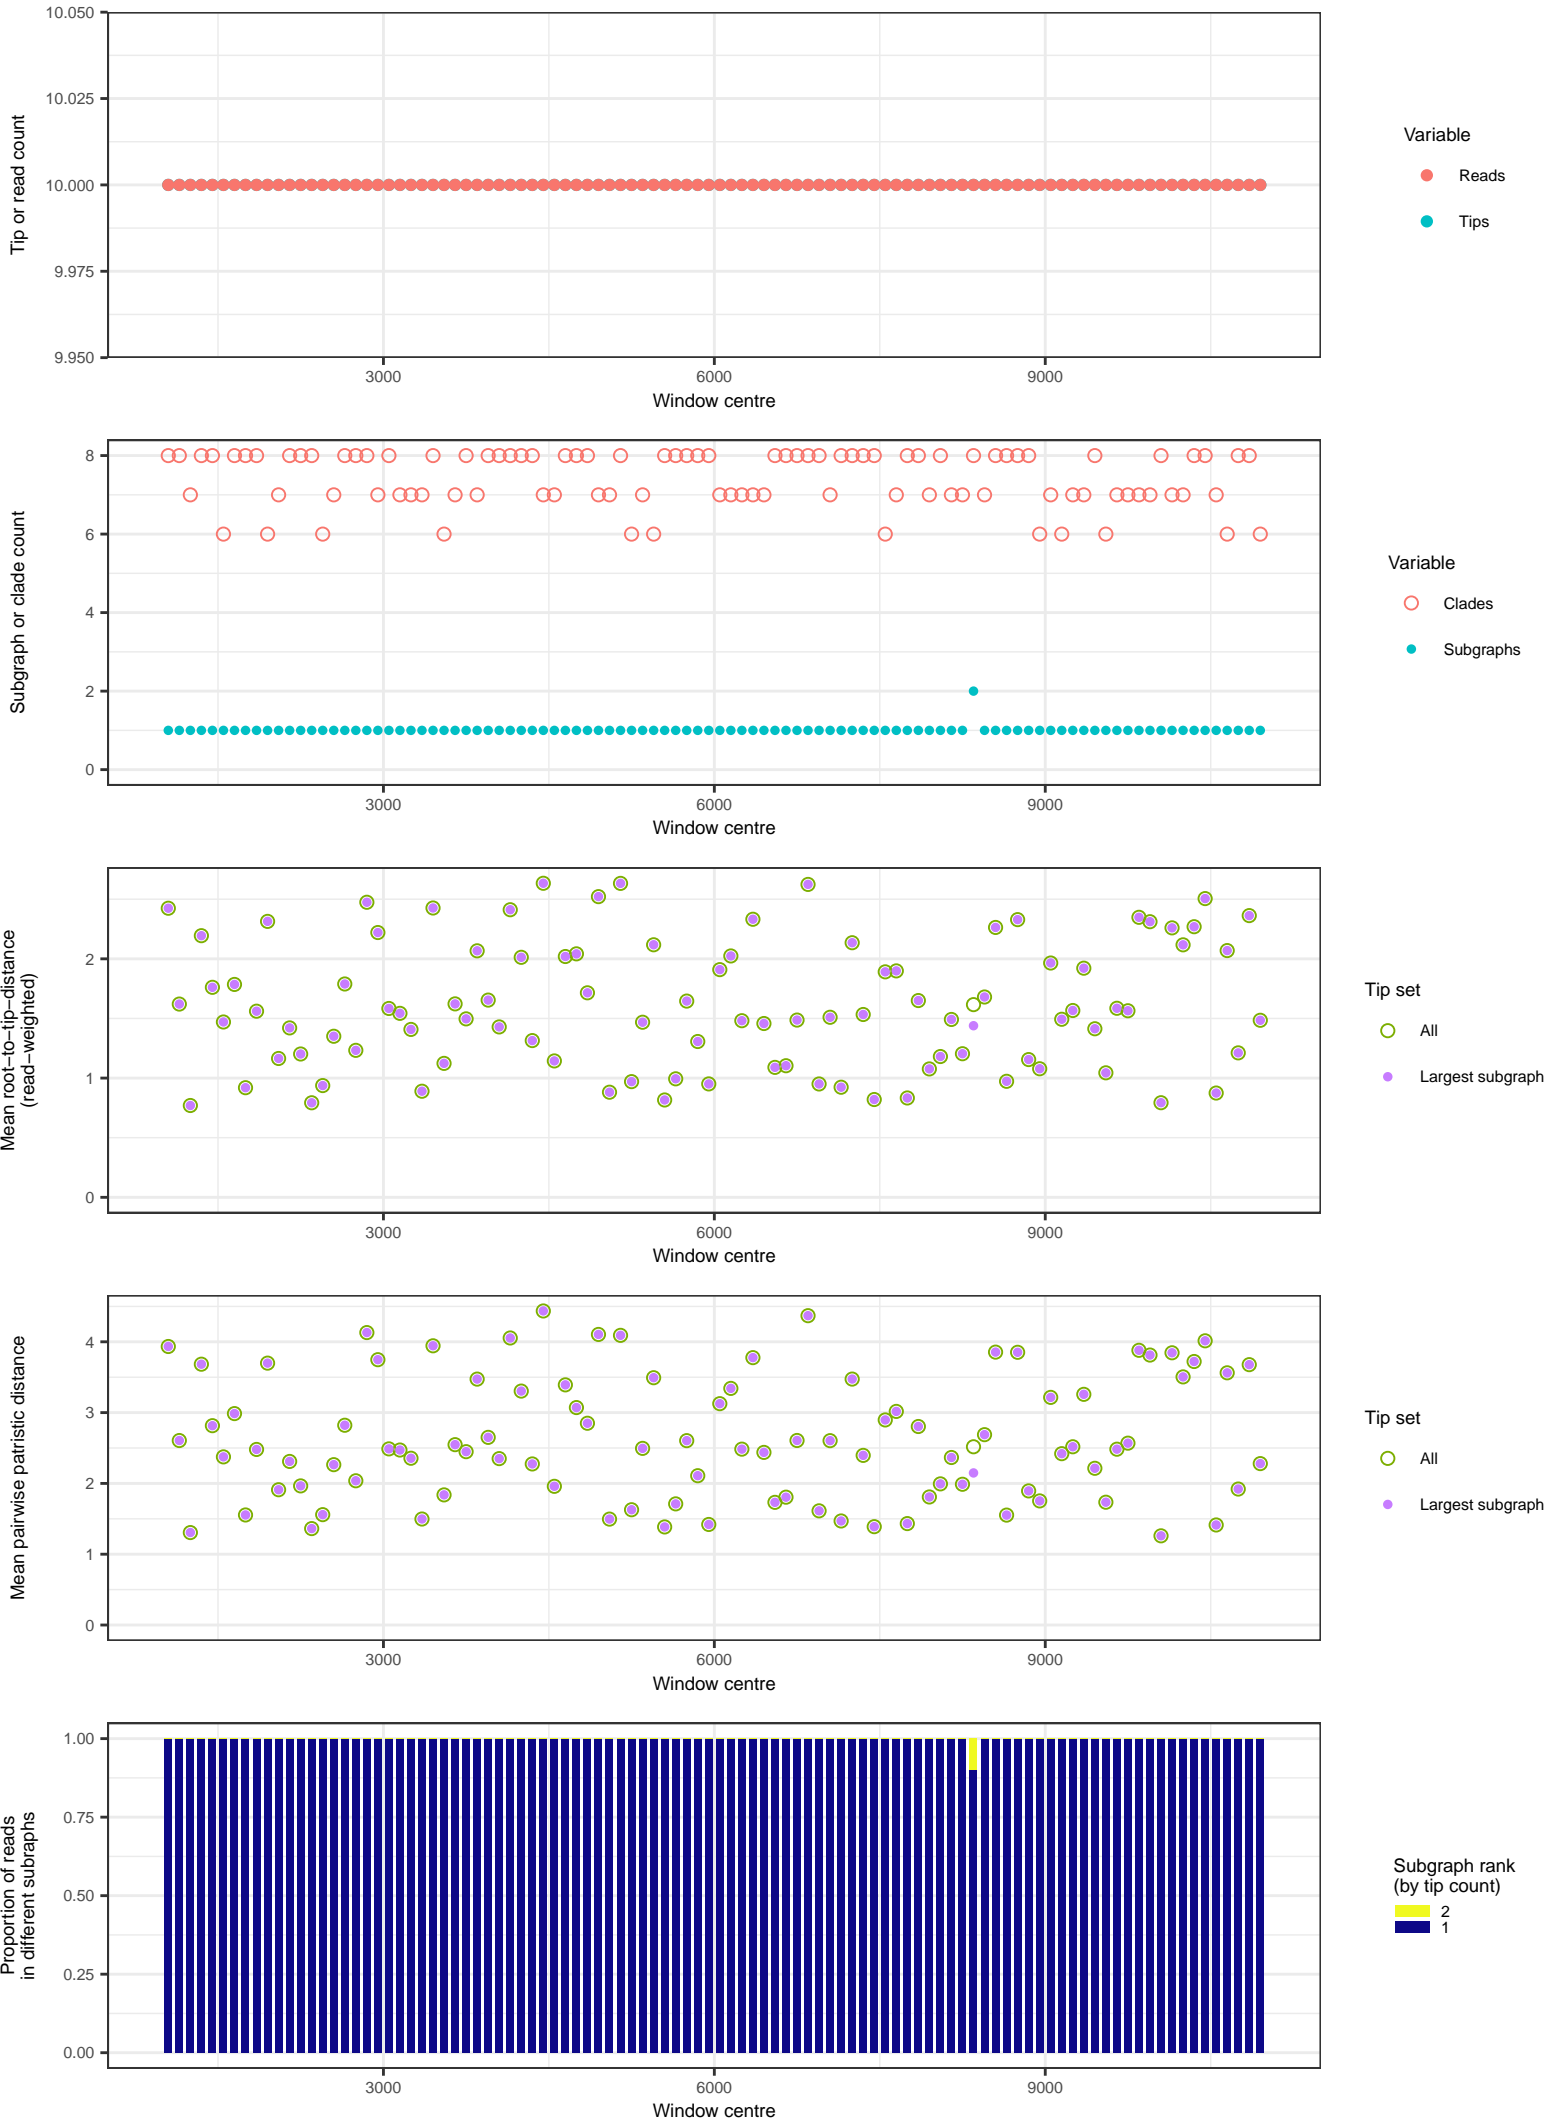 10.050
10.025
10.000
9.975
9.950
Tip or read count
3000 6000 9000
Window centre
Variable
Reads
Tips
8
6
4
2
0
Subgraph or clade count
3000 6000 9000
Window centre
Variable
Clades
Subgraphs
2
1
0
Mean root−to−tip−distance
(read−weighted)
3000 6000 9000
Window centre
Tip set
All
Largest subgraph
4
3
2
1
0
Mean pairwise patristic distance
3000 6000 9000
Window centre
Tip set
All
Largest subgraph
1.00
0.75
0.50
0.25
0.00
Proportion of reads
in different subraphs
3000 6000 9000
Window centre
Subgraph rank
(by tip count)
2
1